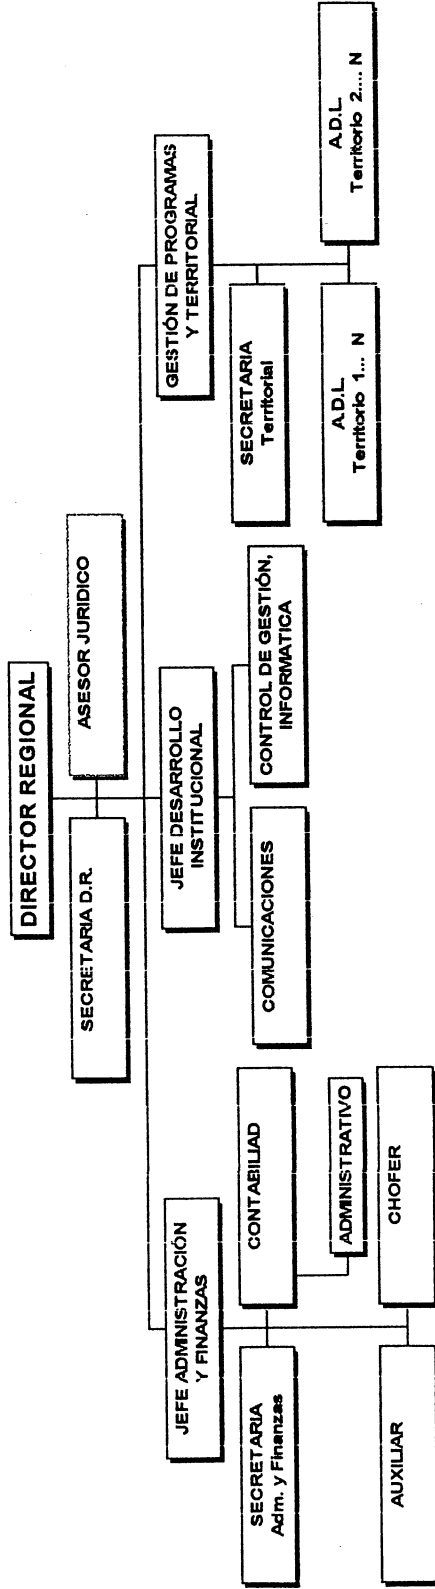 DIRECTOR REGIONAL
SECRETARIA D.R.
ASESOR JURIDICO
JEFE ADMINISTRACIÓN
Y FINANZAS
JEFE DESARROLLO
INSTITUCIONAL
GESTIÓN DE PROGRAMAS
Y TERRITORIAL
SECRETARIA
Adm. y Finanzas
CONTABILIAD
COMUNICACIONES
CONTROL DE GESTIÓN,
INFORMATICA
SECRETARIA
Territorial
ADMINISTRATIVO
A.D.L.
Territorio 1... N
A.D.L.
Territorio 2.... N
AUXILIAR
CHOFER